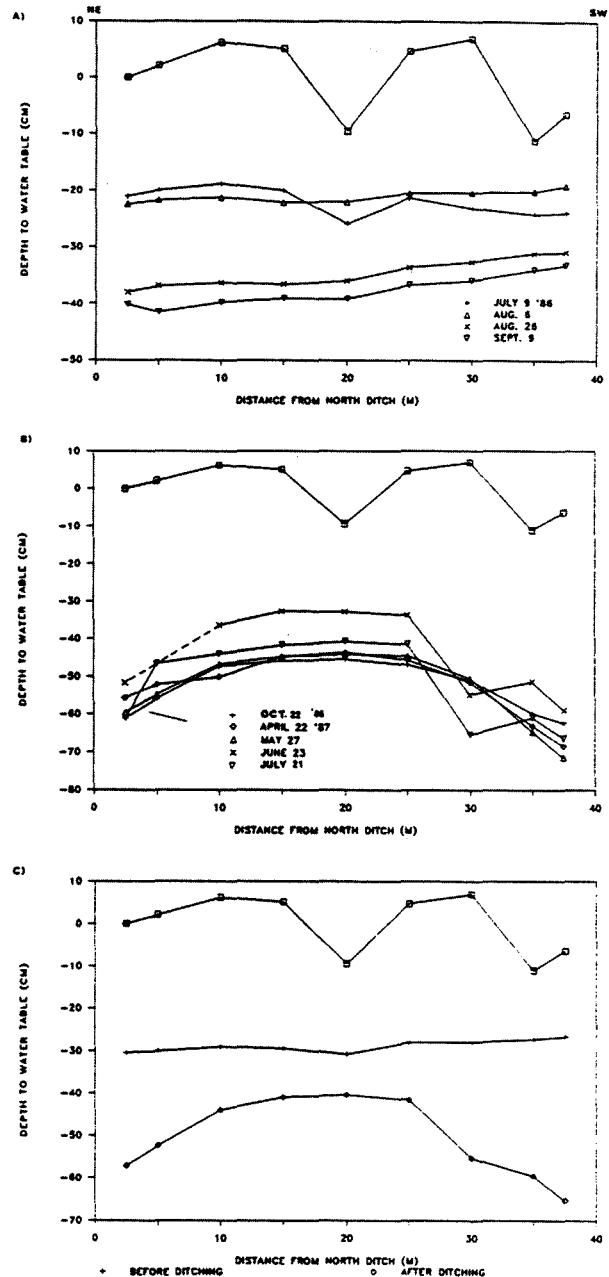 A)
NE
SW
10
0
-10
-20
-30
-40
-50
DEPTH TO WATER TABLE (CM)
JULY 9 '86
AUG. 6
AUG. 26
SEPT. 9
0
10
20
30
40
DISTANCE FROM NORTH DITCH (M)
B)
10
0
-10
-20
-30
-40
-50
-60
-70
-80
DEPTH TO WATER TABLE (CM)
OCT. 22 '86
APRIL 22 '87
MAY 27
JUNE 23
JULY 21
0
10
20
30
40
DISTANCE FROM NORTH DITCH (M)
C)
10
0
-10
-20
-30
-40
-50
-60
-70
DEPTH TO WATER TABLE (CM)
0
10
20
30
40
DISTANCE FROM NORTH DITCH (M)
+ BEFORE DITCHING
AFTER DITCHING